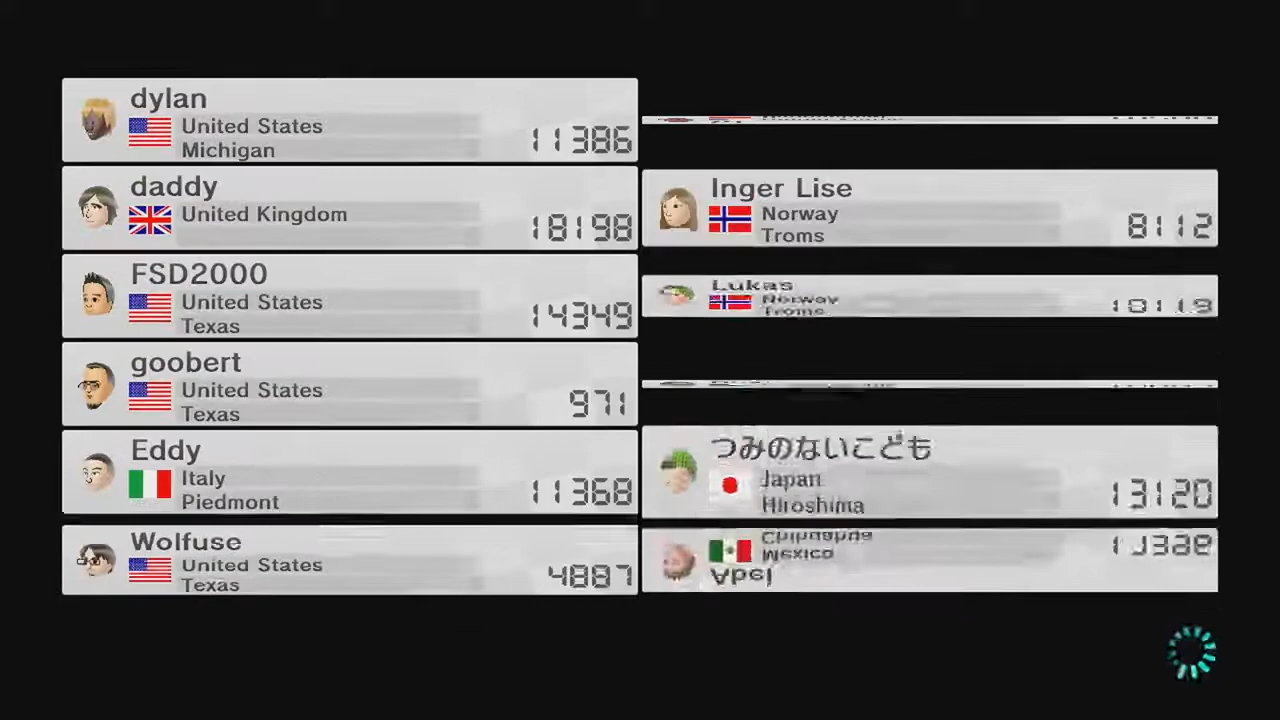 dylan
United States
Michigan
11386
daddy
United Kingdom
18198
FSD2000
United States
Texas
14349
goobert
United States
Texas
971
Eddy
Italy
Piedmont
11368
Wolfuse
United States
Texas
4887
Inger Lise
Norway
Troms
8112
Lukas
Norway
Troms
つみのないこども
Japan
Hiroshima
13120
Mexico
Abel